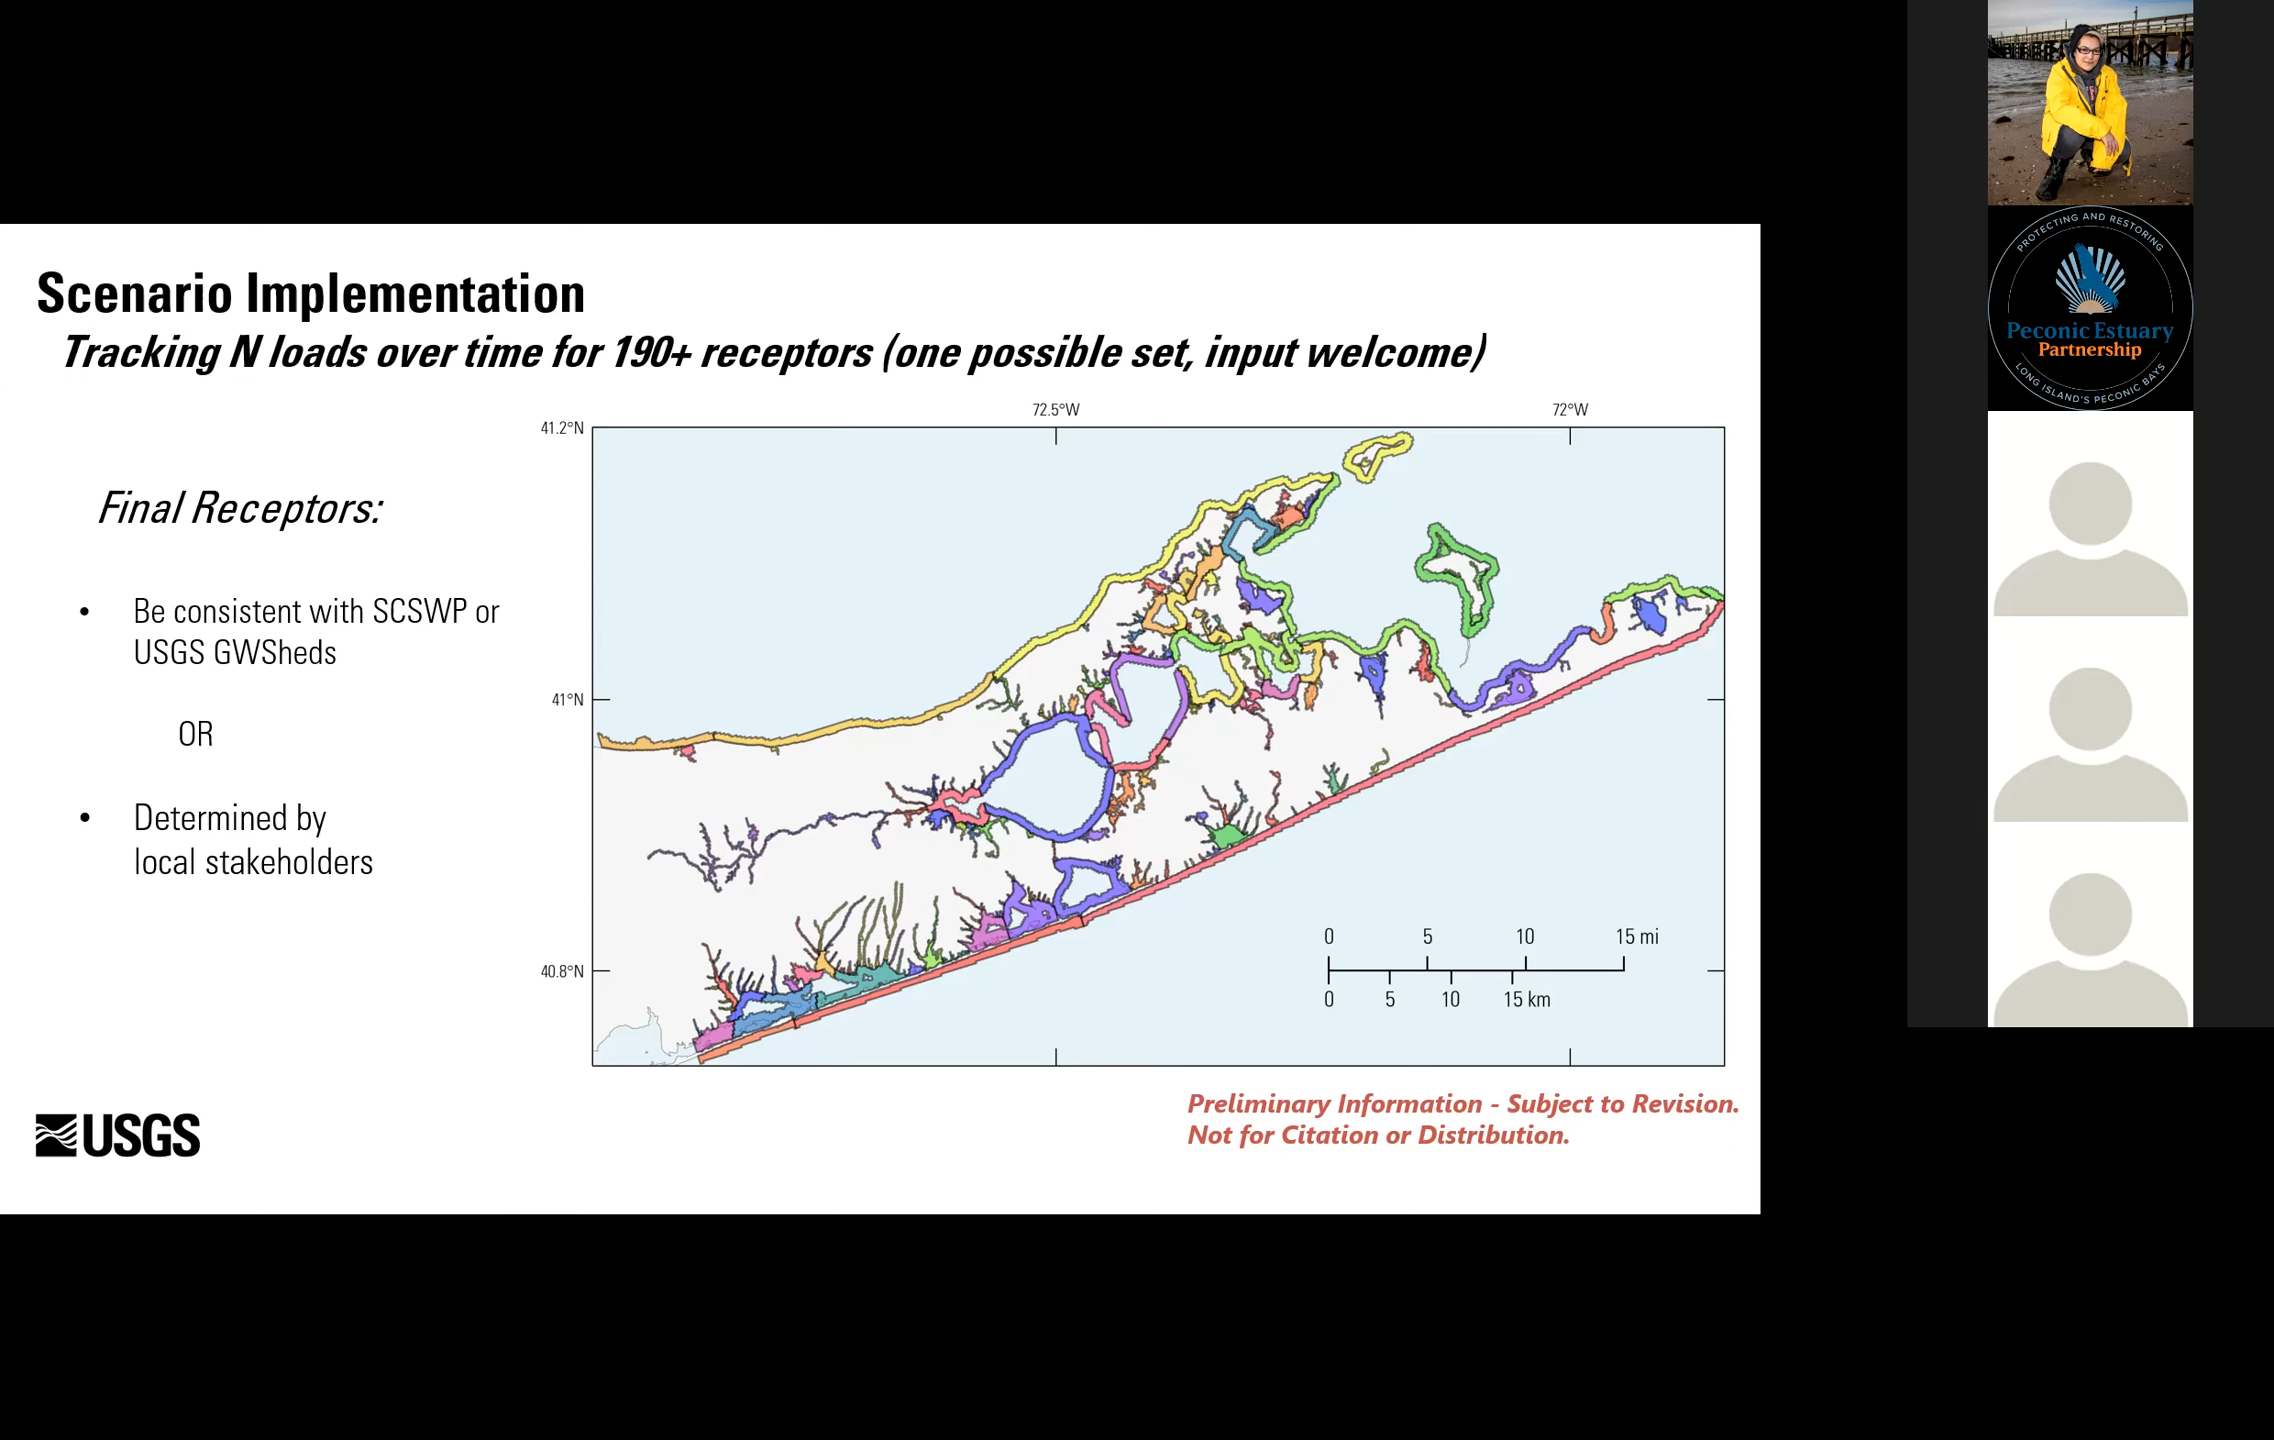 Scenario Implementation
Tracking N loads over time for 190+ receptors (one possible set, input welcome)
Final Receptors:
• Be consistent with SCSWP or
USGS GWSheds
OR
• Determined by
local stakeholders
72.5°W
72°W
41.2°N
41°N
40.8°N
0 5 10 15 mi
0 5 10 15 km
Preliminary Information - Subject to Revision.
Not for Citation or Distribution.
USGS
PROTECTING AND RESTORING
Peconic Estuary
Partnership
LONG ISLAND'S PECONIC BAYS